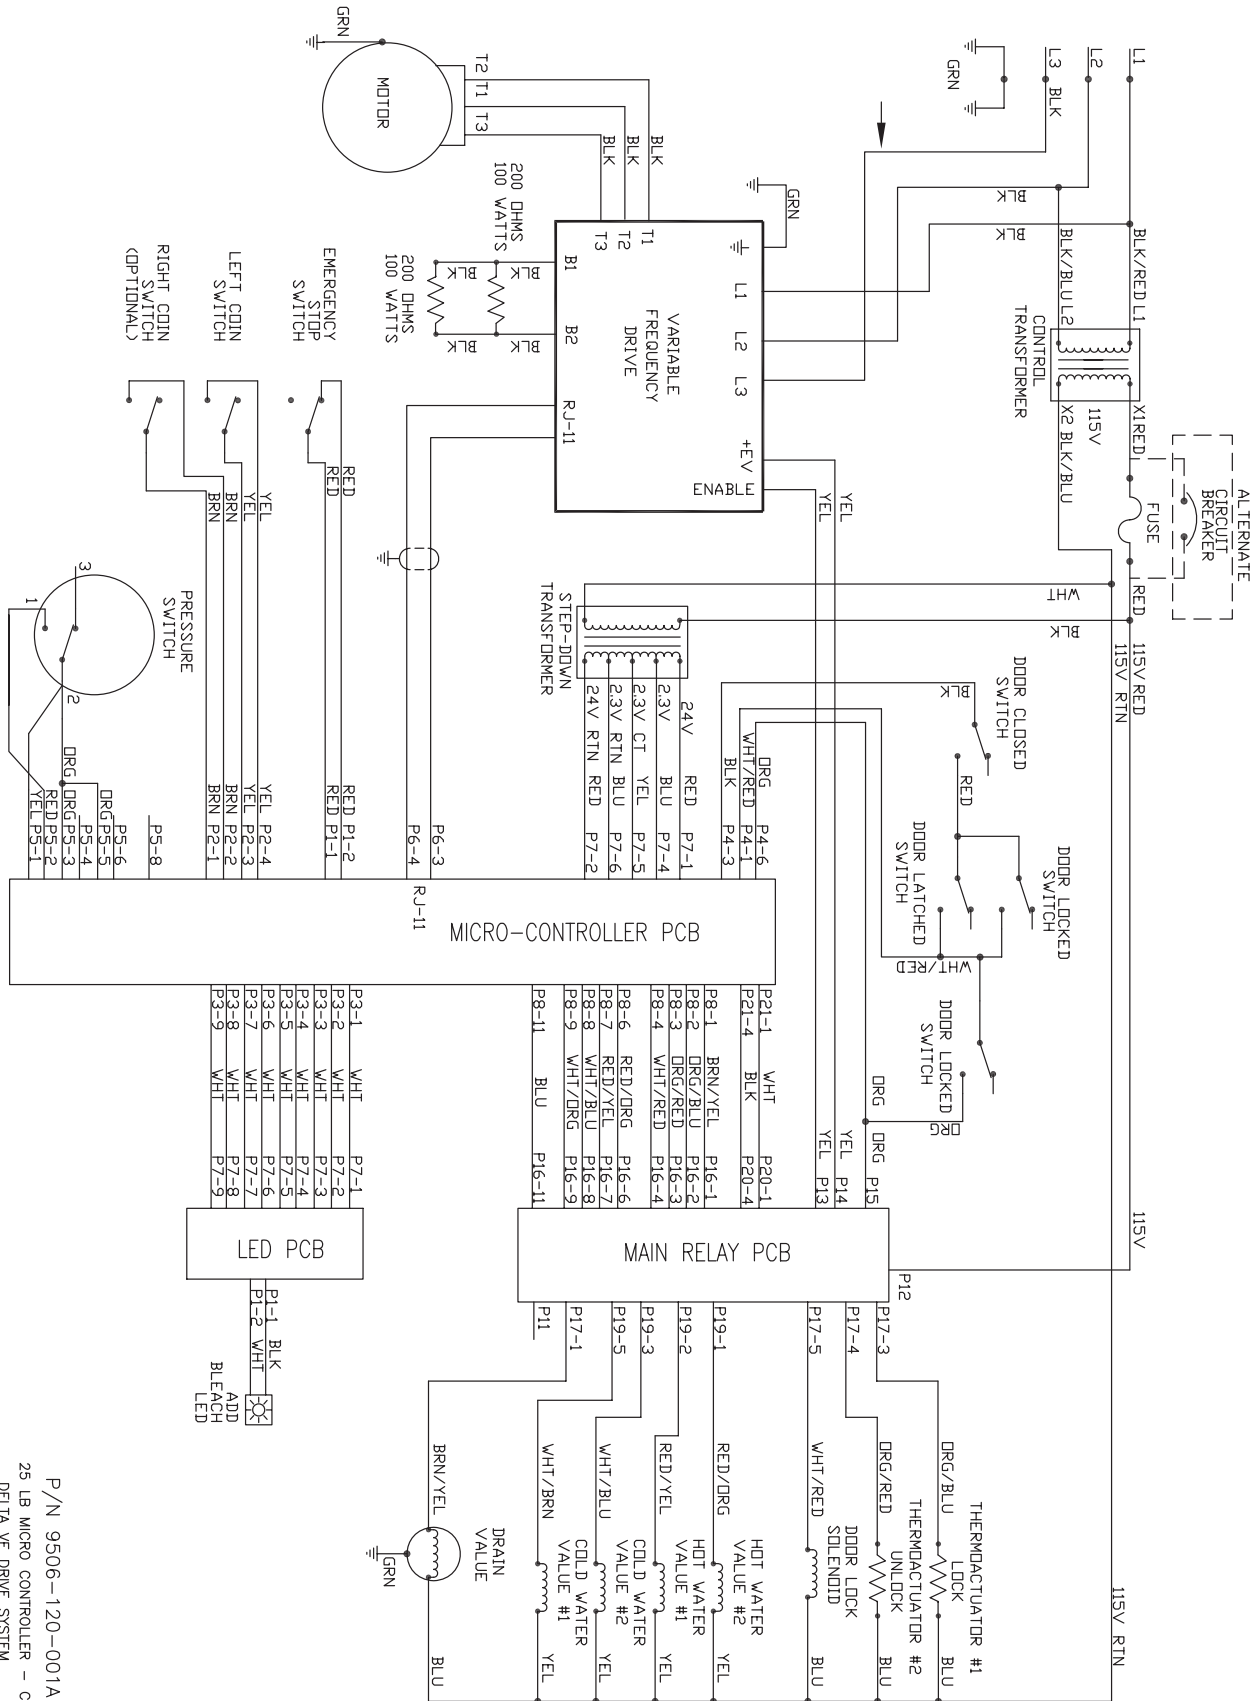 L1
L2
L3 BLK
GRN
BLK
BLK
BLK/RED L1
BLK/BLU L2
CONTROL
TRANSFORMER
X1 RED
115V
X2 BLK/BLU
ALTERNATE
CIRCUIT
BREAKER
FUSE
RED
WHT
BLK
115V RED
115V RTN
115V
115V RTN
GRN
MOTOR
T2
T1
T3
BLK
BLK
BLK
GRN
T1
T2
T3
L1
L2
L3
+EV
ENABLE
VARIABLE
FREQUENCY
DRIVE
B1
B2
RJ-11
200 OHMS
100 WATTS
BLK
BLK
200 OHMS
100 WATTS
BLK
BLK
YEL
YEL
EMERGENCY
STOP
SWITCH
LEFT COIN
SWITCH
RIGHT COIN
SWITCH
(OPTIONAL)
RED
RED
YEL
YEL
BRN
BRN
PRESSURE
SWITCH
3
1
2
STEP-DOWN
TRANSFORMER
24V RED P7-1
2.3V BLU P7-4
2.3V CT YEL P7-5
2.3V RTN BLU P7-6
24V RTN RED P7-2
DOOR CLOSED
SWITCH
BLK
RED
DOOR LOCKED
SWITCH
DOOR LATCHED
SWITCH
WHT/RED
DOOR LOCKED
SWITCH
ORG
ORG P4-6
WHT/RED P4-1
BLK P4-3
P6-3
P6-4
RJ-11
RED P1-2
RED P1-1
YEL P2-4
YEL P2-3
BRN P2-2
BRN P2-1
P5-8
P5-6
ORG P5-5
P5-4
ORG
ORG P5-3
RED P5-2
YEL P5-1
MICRO-CONTROLLER PCB
ORG ORG P15
YEL P14
YEL P13
P21-1 WHT P20-1
P21-4 BLK P20-4
P8-1 BRN/YEL P16-1
P8-2 ORG/BLU P16-2
P8-3 ORG/RED P16-3
P8-4 WHT/RED P16-4
P8-6 RED/ORG P16-6
P8-7 RED/YEL P16-7
P8-8 WHT/BLU P16-8
P8-9 WHT/ORG P16-9
P8-11 BLU P16-11
P3-1 WHT P7-1
P3-2 WHT P7-2
P3-3 WHT P7-3
P3-4 WHT P7-4
P3-5 WHT P7-5
P3-6 WHT P7-6
P3-7 WHT P7-7
P3-8 WHT P7-8
P3-9 WHT P7-9
MAIN RELAY PCB
P12
LED PCB
P1-1 BLK
P1-2 WHT
ADD
BLEACH
LED
P17-3 ORG/BLU
THERMOACTUATOR #1
LOCK
BLU
P17-4 ORG/RED
THERMOACTUATOR #2
UNLOCK
BLU
P17-5 WHT/RED
DOOR LOCK
SOLENOID
BLU
P19-1 RED/ORG
HOT WATER
VALUE #2
YEL
P19-2 RED/YEL
HOT WATER
VALUE #1
YEL
P19-3 WHT/BLU
COLD WATER
VALUE #2
YEL
P19-5 WHT/BRN
COLD WATER
VALUE #1
YEL
P17-1 BRN/YEL
DRAIN
VALUE
GRN
BLU
P11
P/N 9506-120-001A
25 LB MICRO CONTROLLER - C
DELTA VF DRIVE SYSTEM